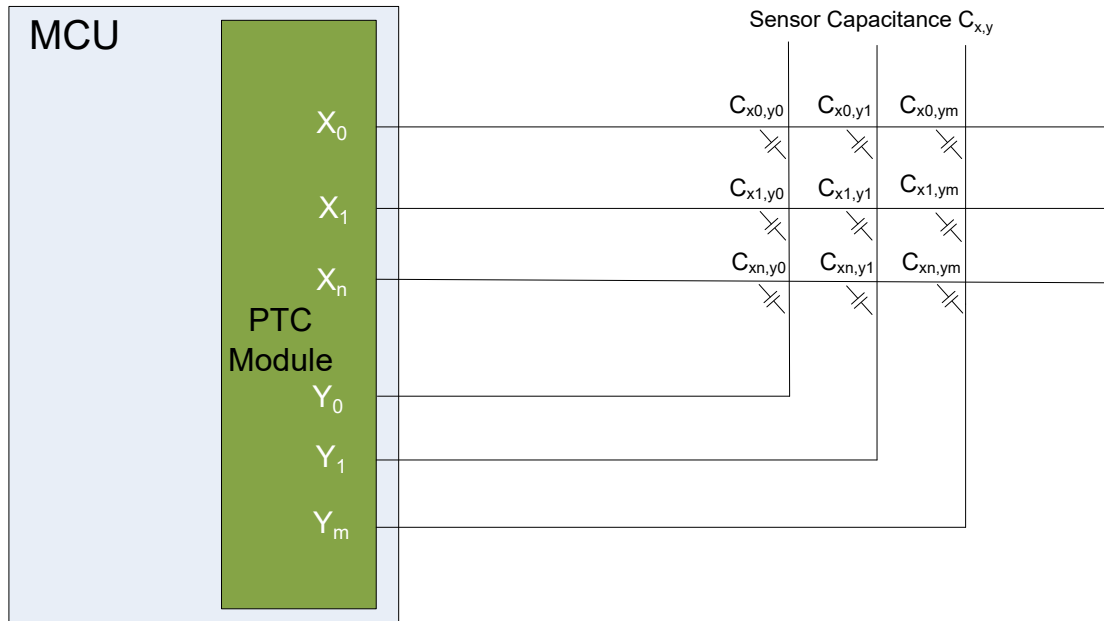 MCU
Sensor Capacitance Cx,y
X0
Cx0,y0 Cx0,y1 Cx0,ym
X1
Cx1,y0 Cx1,y1 Cx1,ym
Xn
Cxn,y0 Cxn,y1 Cxn,ym
PTC
Module
Y0
Y1
Ym